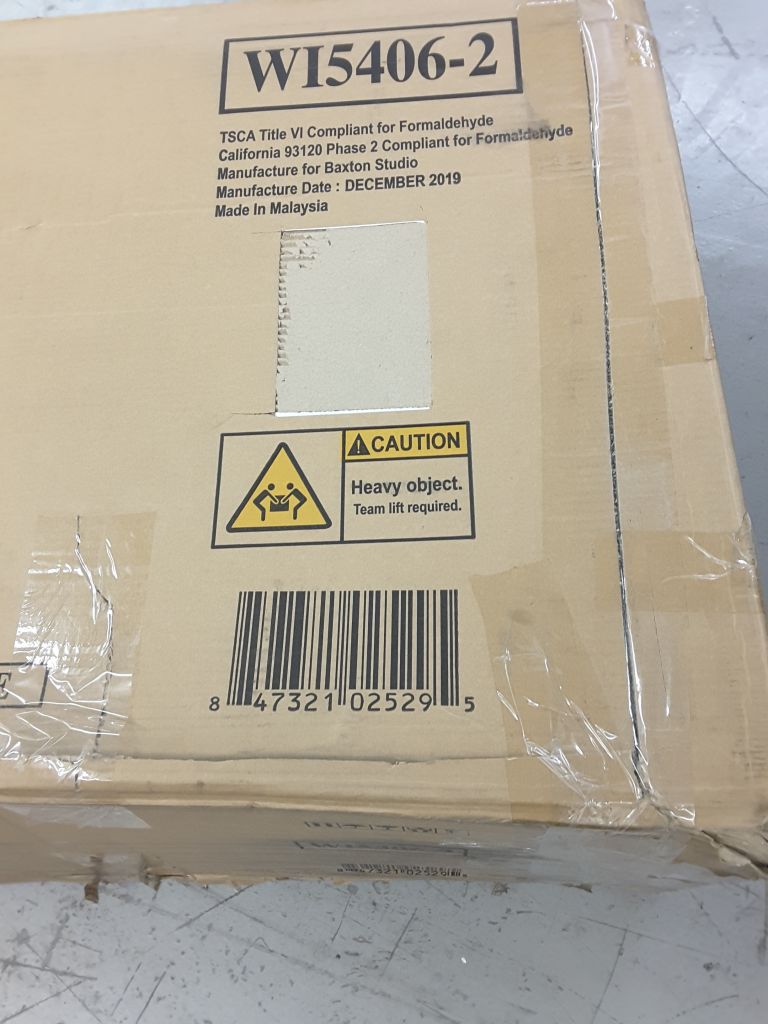 WI5406-2
TSCA Title VI Compliant for Formaldehyde
California 93120 Phase 2 Compliant for Formaldehyde
Manufacture for Baxton Studio
Manufacture Date : DECEMBER 2019
Made In Malaysia
CAUTION
Heavy object.
Team lift required.
8 47321 02529 5
E